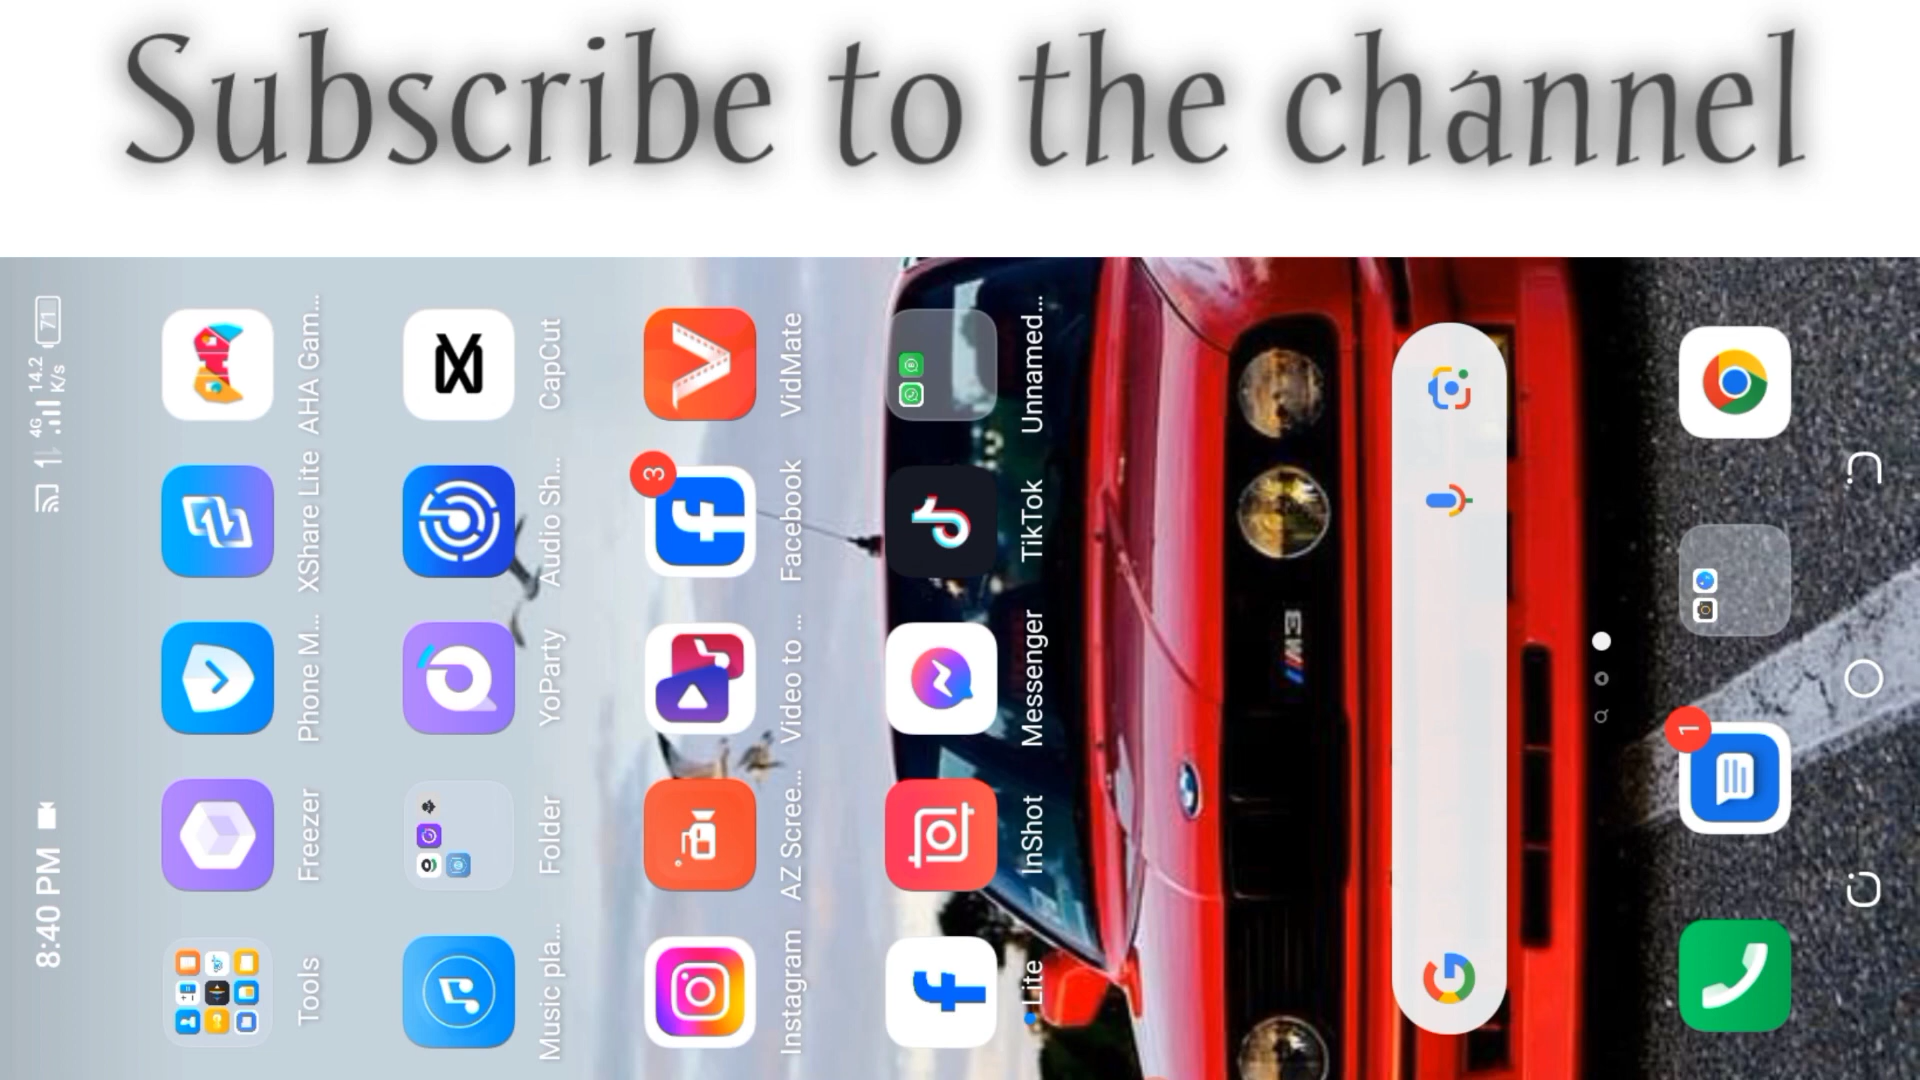 Subscribe to the channel
8:40 PM 4G 14.2 K/s 71
Tools
Freezer
Phone M...
XShare Lite
AHA Gam...
Music pla...
Folder
YoParty
Audio Sh...
CapCut
Instagram
AZ Scree...
Video to ...
3
Facebook
VidMate
Lite
InShot
Messenger
TikTok
Unnamed...
M3
1